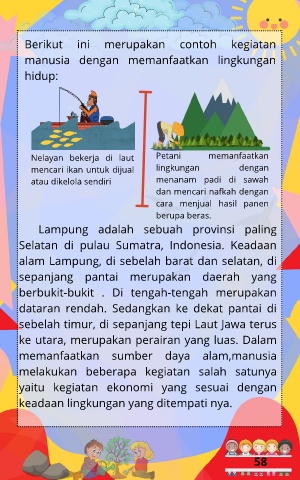 Berikut ini merupakan contoh kegiatan
manusia dengan memanfaatkan lingkungan
hidup:
Nelayan bekerja di laut
mencari ikan untuk dijual
atau dikelola sendiri
Petani memanfaatkan
lingkungan dengan
menanam padi di sawah
dan mencari nafkah dengan
cara menjual hasil panen
berupa beras.
Lampung adalah sebuah provinsi paling
Selatan di pulau Sumatra, Indonesia. Keadaan
alam Lampung, di sebelah barat dan selatan, di
sepanjang pantai merupakan daerah yang
berbukit-bukit . Di tengah-tengah merupakan
dataran rendah. Sedangkan ke dekat pantai di
sebelah timur, di sepanjang tepi Laut Jawa terus
ke utara, merupakan perairan yang luas. Dalam
memanfaatkan sumber daya alam,manusia
melakukan beberapa kegiatan salah satunya
yaitu kegiatan ekonomi yang sesuai dengan
keadaan lingkungan yang ditempati nya.
58